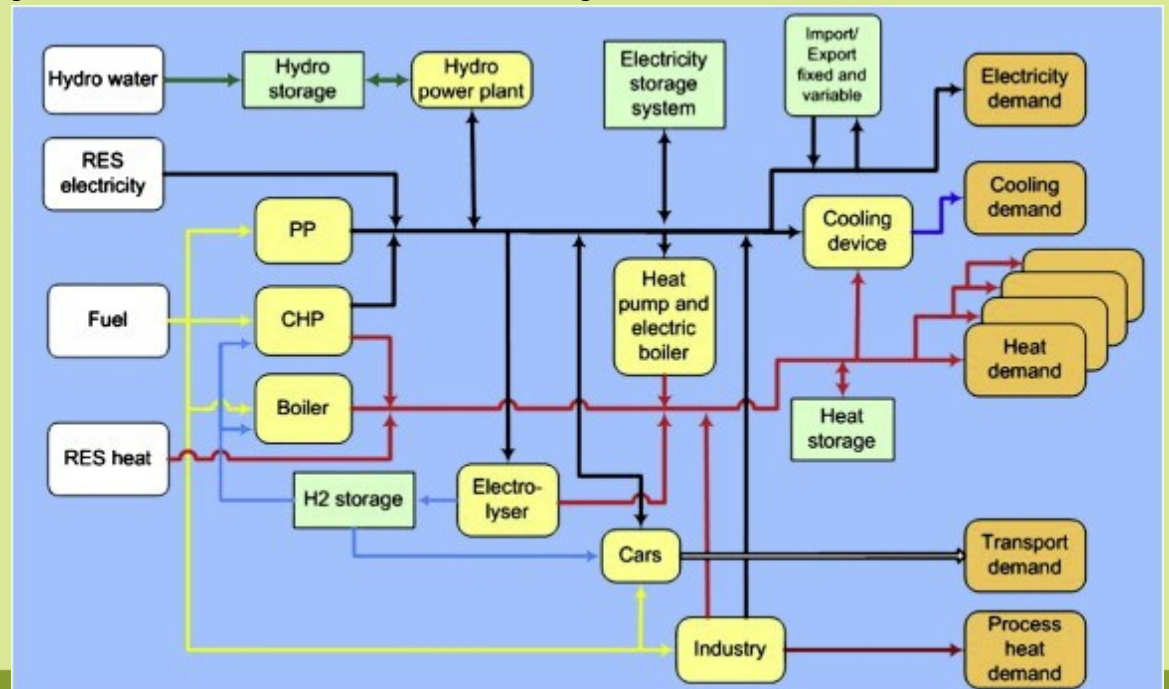 Hydro water
Hydro
storage
Hydro
power plant
Electricity
storage
system
Import/
Export
fixed and
variable
Electricity
demand
RES
electricity
PP
Cooling
device
Cooling
demand
Fuel
CHP
Heat
pump and
electric
boiler
Heat
demand
Boiler
Heat
storage
RES heat
H2 storage
Electro-
lyser
Cars
Transport
demand
Industry
Process
heat
demand